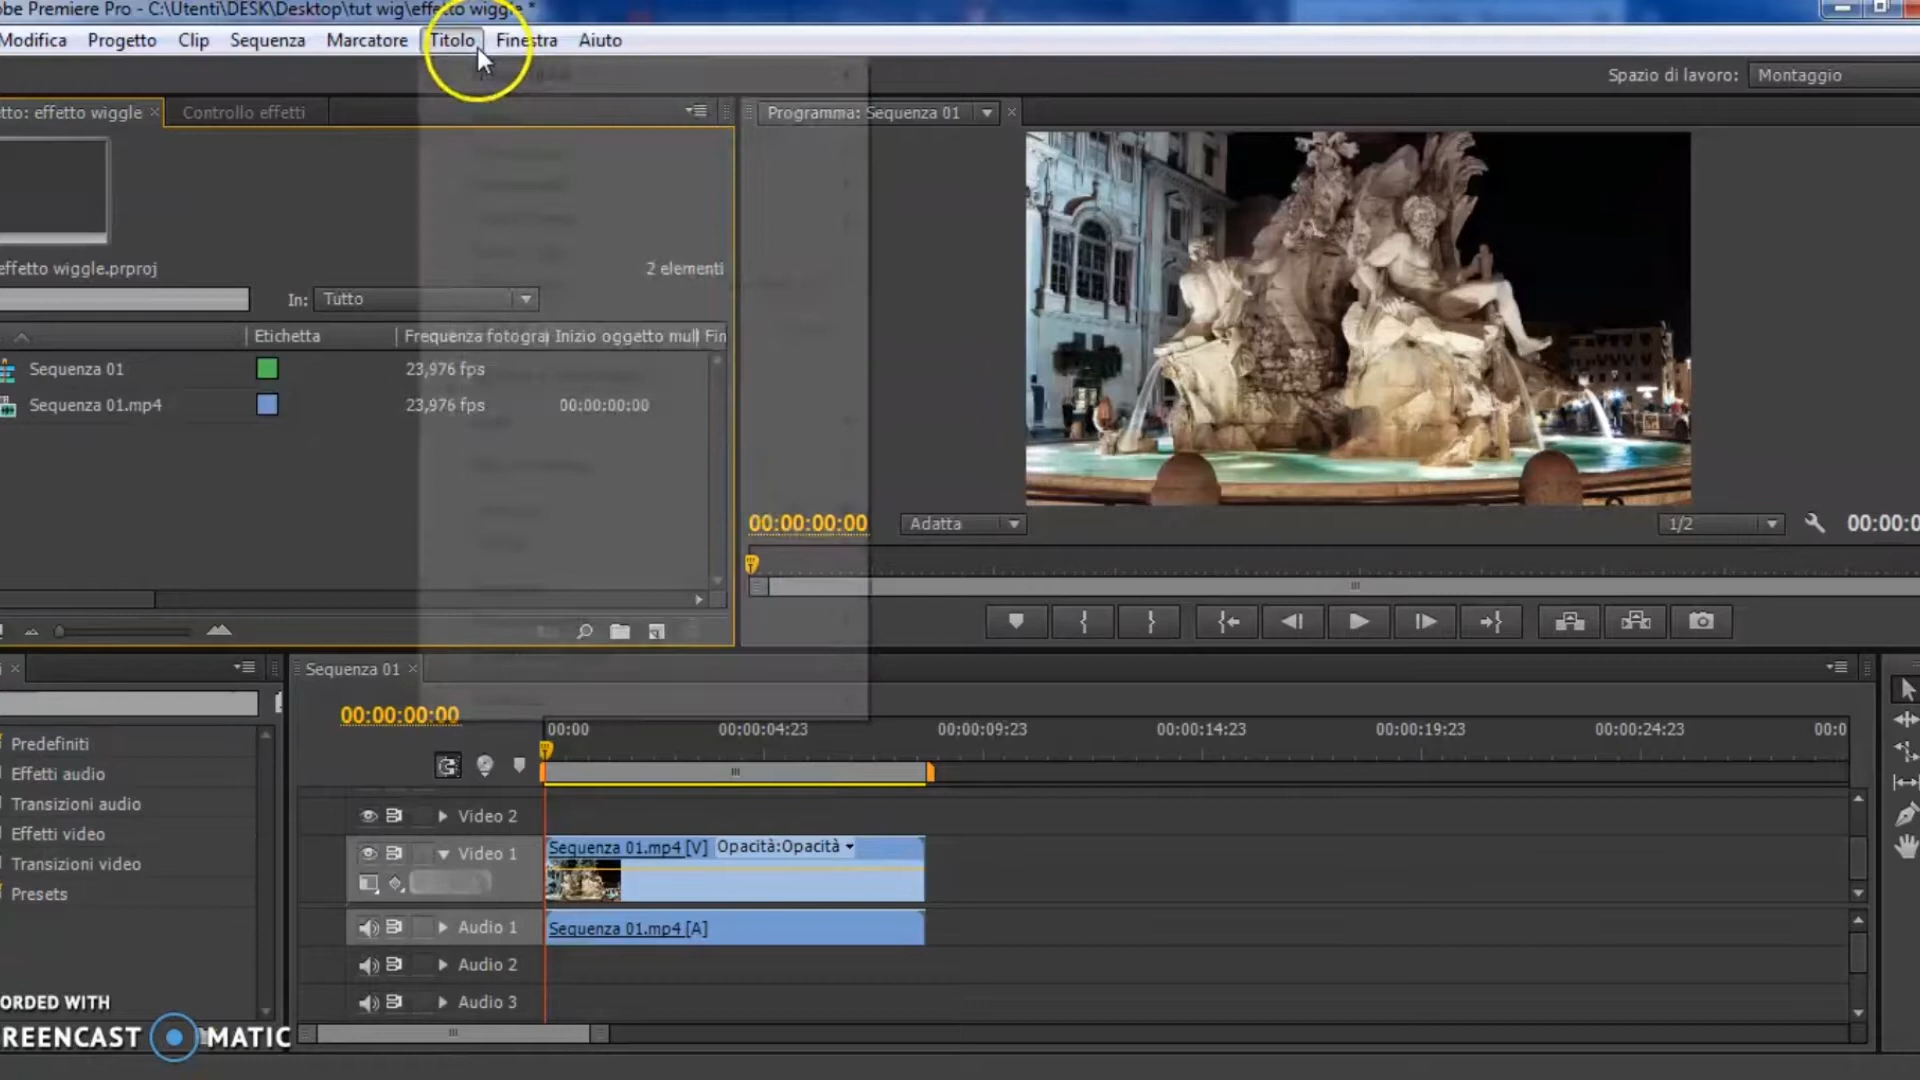 be Premiere Pro - C:\Utenti\DESK\Desktop\tut wig\effetto wiggle *
Modifica Progetto Clip Sequenza Marcatore Titolo Finestra Aiuto
Spazio di lavoro: Montaggio
tto: effetto wiggle Controllo effetti
Programma: Sequenza 01
effetto wiggle.prproj
2 elementi
In: Tutto
Etichetta Frequenza fotogra Inizio oggetto mull Fin
Sequenza 01 23,976 fps
Sequenza 01.mp4 23,976 fps 00:00:00:00
00:00:00:00 Adatta 1/2 00:00:0
Sequenza 01
00:00:00:00
00:00 00:00:04:23 00:00:09:23 00:00:14:23 00:00:19:23 00:00:24:23 00:0
Predefiniti
Effetti audio
Transizioni audio
Effetti video
Transizioni video
Presets
Video 2
Video 1
Sequenza 01.mp4 [V] Opacità:Opacità
Audio 1
Sequenza 01.mp4 [A]
Audio 2
Audio 3
ORDED WITH
REENCAST MATIC